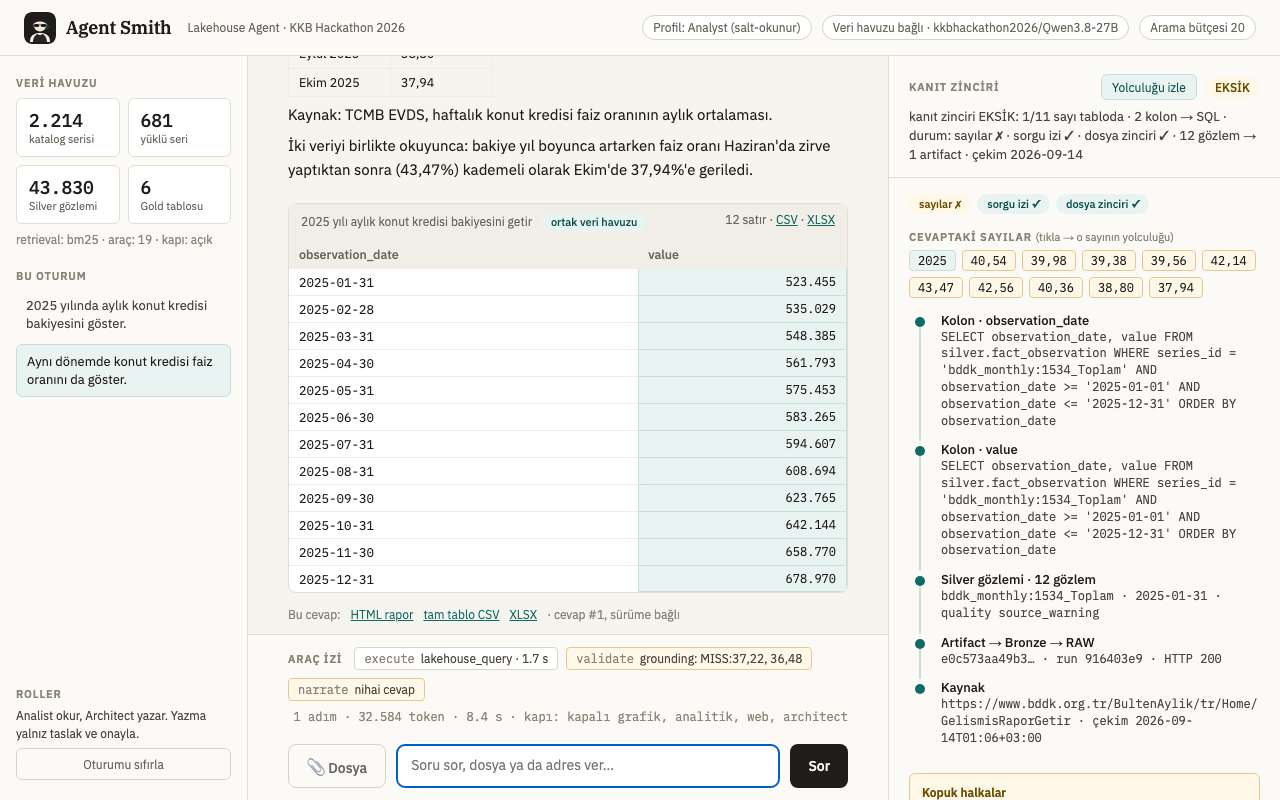 Agent Smith Lakehouse Agent · KKB Hackathon 2026
Profil: Analyst (salt-okunur) Veri havuzu bağlı · kkbhackathon2026/Qwen3.8-27B Arama bütçesi 20
VERİ HAVUZU
2.214
katalog serisi
681
yüklü seri
43.830
Silver gözlemi
6
Gold tablosu
retrieval: bm25 · araç: 19 · kapı: açık
BU OTURUM
2025 yılında aylık konut kredisi
bakiyesini göster.
Aynı dönemde konut kredisi faiz
oranını da göster.
ROLLER
Analist okur, Architect yazar. Yazma
yalnız taslak ve onayla.
Oturumu sıfırla
Ekim 2025 37,94
Kaynak: TCMB EVDS, haftalık konut kredisi faiz oranının aylık ortalaması.
İki veriyi birlikte okuyunca: bakiye yıl boyunca artarken faiz oranı Haziran'da zirve
yaptıktan sonra (43,47%) kademeli olarak Ekim'de 37,94%'e geriledi.
2025 yılı aylık konut kredisi bakiyesini getir ortak veri havuzu 12 satır · CSV · XLSX
observation_date value
2025-01-31 523.455
2025-02-28 535.029
2025-03-31 548.385
2025-04-30 561.793
2025-05-31 575.453
2025-06-30 583.265
2025-07-31 594.607
2025-08-31 608.694
2025-09-30 623.765
2025-10-31 642.144
2025-11-30 658.770
2025-12-31 678.970
Bu cevap: HTML rapor tam tablo CSV XLSX · cevap #1, sürüme bağlı
ARAÇ İZİ execute lakehouse_query · 1.7 s validate grounding: MISS:37,22, 36,48
narrate nihai cevap
1 adım · 32.584 token · 8.4 s · kapı: kapalı grafik, analitik, web, architect
📎 Dosya Soru sor, dosya ya da adres ver... Sor
KANIT ZİNCİRİ Yolculuğu izle EKSİK
kanıt zinciri EKSİK: 1/11 sayı tabloda · 2 kolon → SQL ·
durum: sayılar ✗ · sorgu izi ✓ · dosya zinciri ✓ · 12 gözlem →
1 artifact · çekim 2026-09-14
sayılar ✗ sorgu izi ✓ dosya zinciri ✓
CEVAPTAKİ SAYILAR (tıkla → o sayının yolculuğu)
2025 40,54 39,98 39,38 39,56 42,14
43,47 42,56 40,36 38,80 37,94
Kolon · observation_date
SELECT observation_date, value FROM
silver.fact_observation WHERE series_id =
'bddk_monthly:1534_Toplam' AND
observation_date >= '2025-01-01' AND
observation_date <= '2025-12-31' ORDER BY
observation_date
Kolon · value
SELECT observation_date, value FROM
silver.fact_observation WHERE series_id =
'bddk_monthly:1534_Toplam' AND
observation_date >= '2025-01-01' AND
observation_date <= '2025-12-31' ORDER BY
observation_date
Silver gözlemi · 12 gözlem
bddk_monthly:1534_Toplam · 2025-01-31 ·
quality source_warning
Artifact → Bronze → RAW
e0c573aa49b3… · run 916403e9 · HTTP 200
Kaynak
https://www.bddk.org.tr/BultenAylik/tr/Home/
GelismisRaporGetir · çekim 2026-09-
14T01:06+03:00
Kopuk halkalar